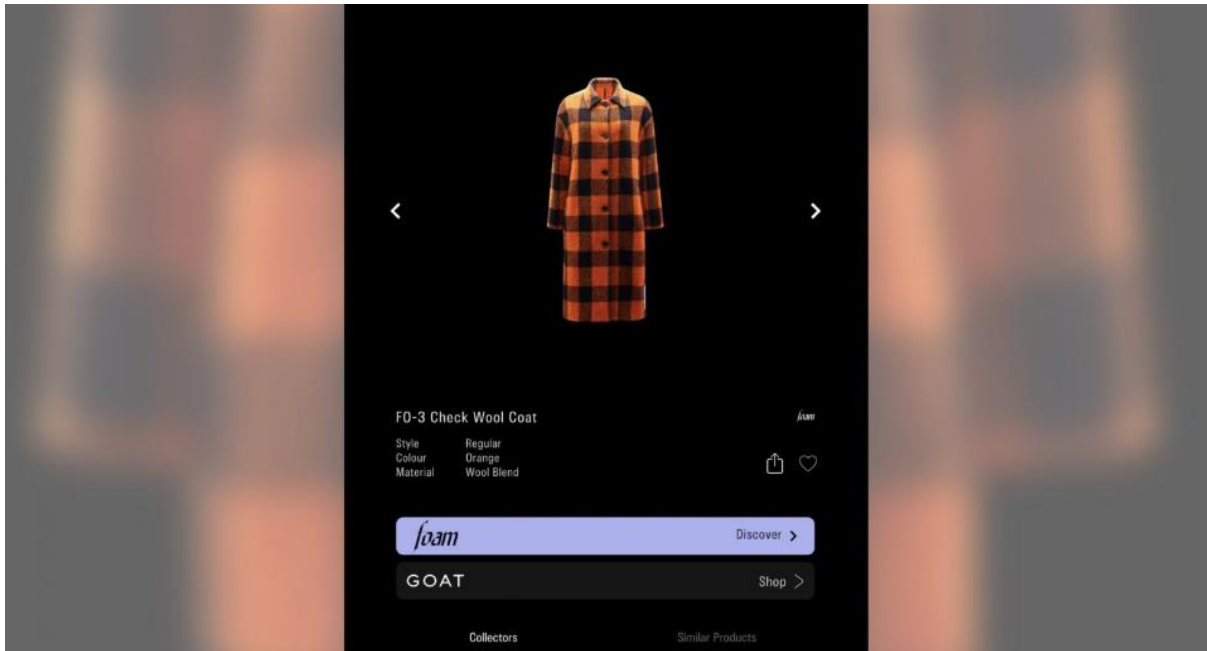 FO-3 Check Wool Coat
foam
Style Regular
Colour Orange
Material Wool Blend
foam Discover
GOAT Shop
Collectors Similar Products